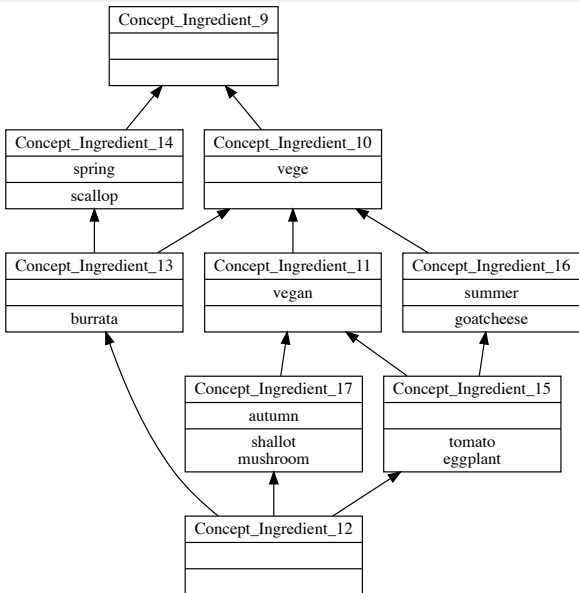 Concept_Ingredient_9
Concept_Ingredient_14
spring
scallop
Concept_Ingredient_10
vege
Concept_Ingredient_13
burrata
Concept_Ingredient_11
vegan
Concept_Ingredient_16
summer
goatcheese
Concept_Ingredient_17
autumn
shallot
mushroom
Concept_Ingredient_15
tomato
eggplant
Concept_Ingredient_12